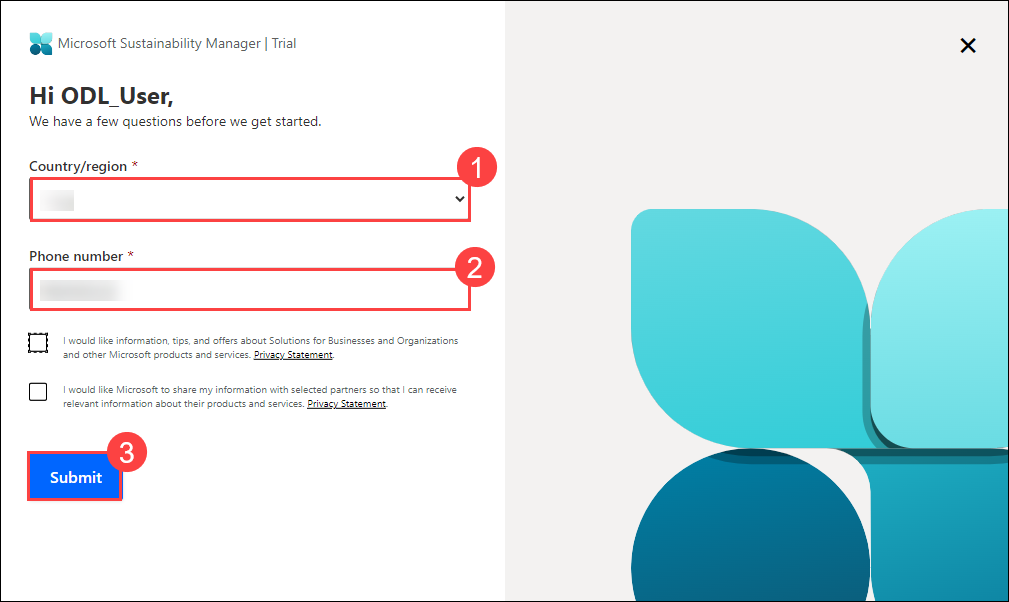 Microsoft Sustainability Manager | Trial
Hi ODL_User,
We have a few questions before we get started.
Country/region *
1
Phone number *
2
I would like information, tips, and offers about Solutions for Businesses and Organizations
and other Microsoft products and services. Privacy Statement.
I would like Microsoft to share my information with selected partners so that I can receive
relevant information about their products and services. Privacy Statement.
3
Submit